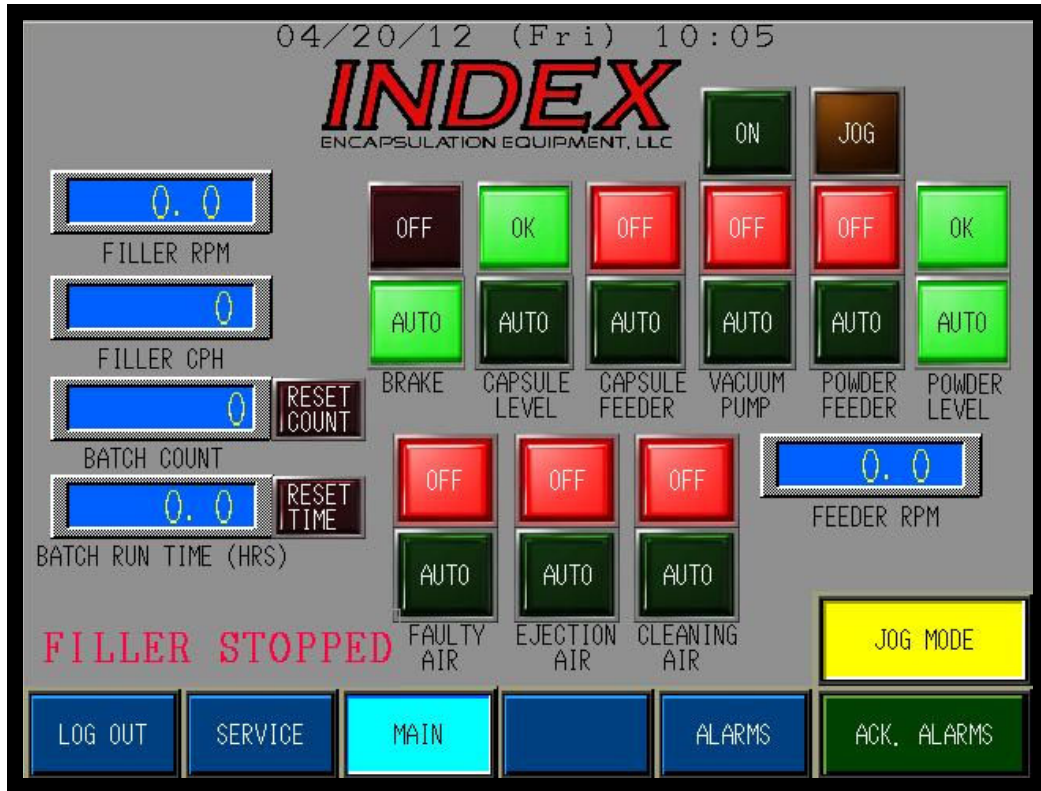 04/20/12 (Fri) 10:05
INDEX
ENCAPSULATION EQUIPMENT, LLC
ON
JOG
0.0
FILLER RPM
OFF
OK
OFF
OFF
OFF
OK
0
FILLER CPH
AUTO
AUTO
AUTO
AUTO
AUTO
AUTO
BRAKE
CAPSULE
LEVEL
CAPSULE
FEEDER
VACUUM
PUMP
POWDER
FEEDER
POWDER
LEVEL
0
RESET
COUNT
BATCH COUNT
0.0
RESET
TIME
BATCH RUN TIME (HRS)
OFF
OFF
OFF
0.0
FEEDER RPM
AUTO
AUTO
AUTO
FAULTY
AIR
EJECTION
AIR
CLEANING
AIR
FILLER STOPPED
JOG MODE
LOG OUT
SERVICE
MAIN
ALARMS
ACK. ALARMS